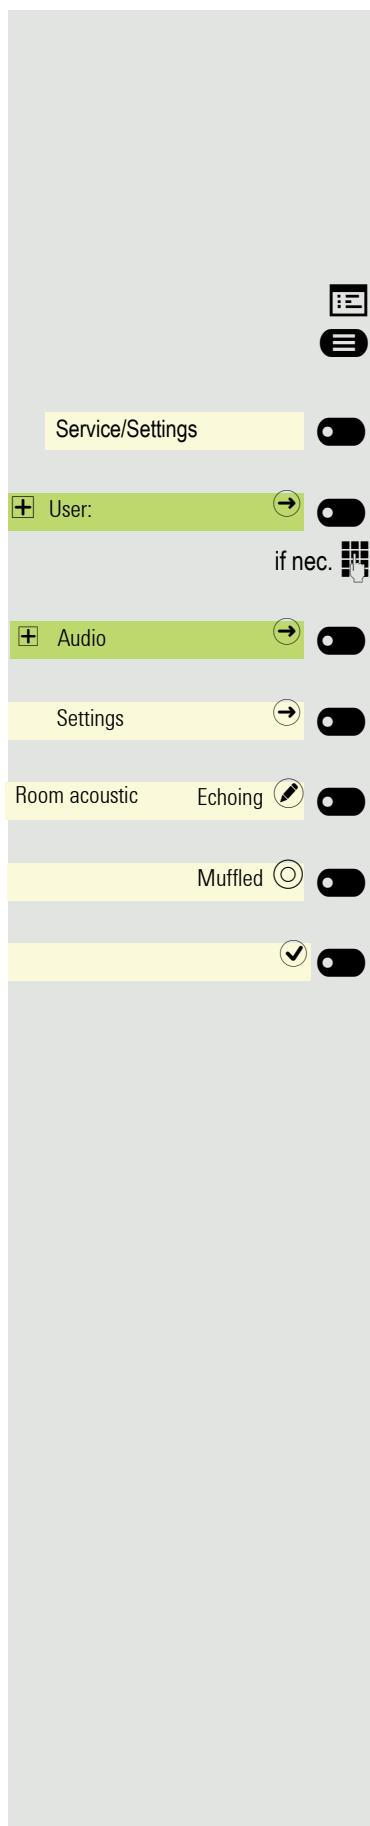 Service/Settings
User:
if nec.
Audio
Settings
Room acoustic Echoing
Muffled